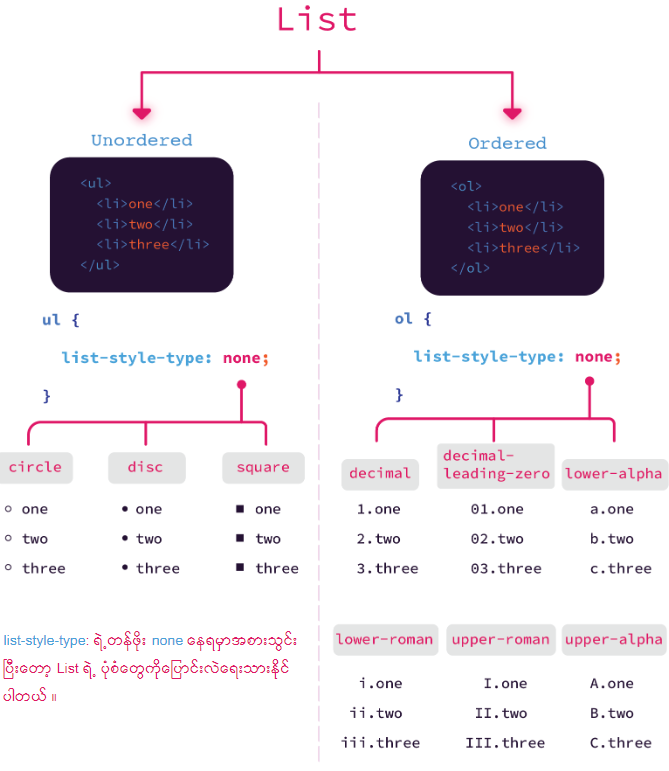 List
Unordered
<ul>
<li>one</li>
<li>two</li>
<li>three</li>
</ul>
ul {
list-style-type: none;
}
circle disc square
one one one
two two two
three three three
list-style-type: ရဲ့တန်ဖိုး none နေရမှာအစားသွင်း
ပြီးတော့ List ရဲ့ ပုံစံတွေကိုပြောင်းလဲရေးသားနိုင်
ပါတယ် ။
Ordered
<ol>
<li>one</li>
<li>two</li>
<li>three</li>
</ol>
ol {
list-style-type: none;
}
decimal decimal-leading-zero lower-alpha
1.one 01.one a.one
2.two 02.two b.two
3.three 03.three c.three
lower-roman upper-roman upper-alpha
i.one I.one A.one
ii.two II.two B.two
iii.three III.three C.three